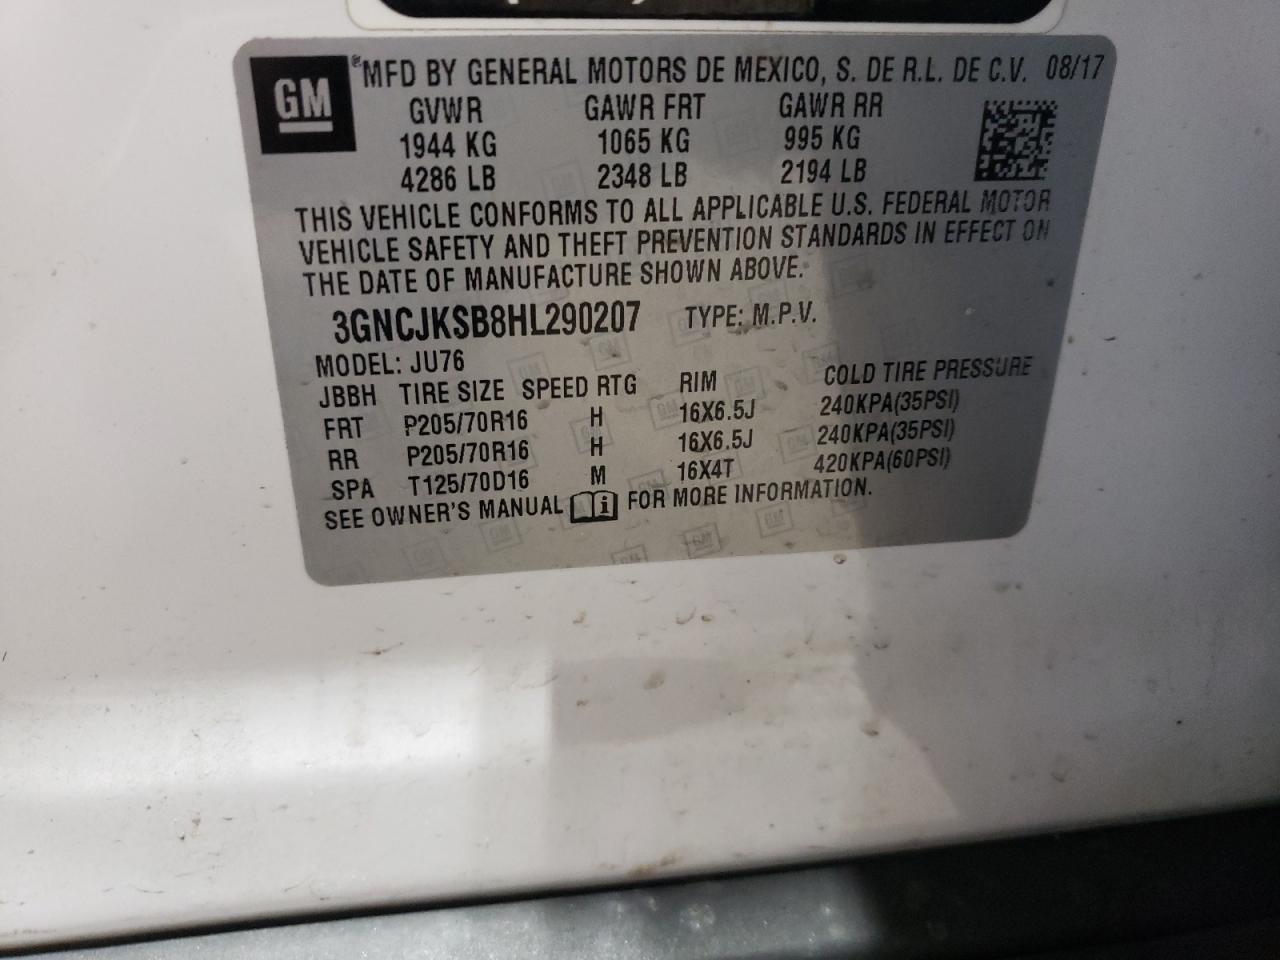 GM
®MFD BY GENERAL MOTORS DE MEXICO, S. DE R.L. DE C.V. 08/17
GVWR GAWR FRT GAWR RR
1944 KG 1065 KG 995 KG
4286 LB 2348 LB 2194 LB
THIS VEHICLE CONFORMS TO ALL APPLICABLE U.S. FEDERAL MOTOR
VEHICLE SAFETY AND THEFT PREVENTION STANDARDS IN EFFECT ON
THE DATE OF MANUFACTURE SHOWN ABOVE.
3GNCJKSB8HL290207 TYPE: M.P.V.
MODEL: JU76
JBBH TIRE SIZE SPEED RTG RIM COLD TIRE PRESSURE
FRT P205/70R16 H 16X6.5J 240KPA(35PSI)
RR P205/70R16 H 16X6.5J 240KPA(35PSI)
SPA T125/70D16 M 16X4T 420KPA(60PSI)
SEE OWNER'S MANUAL i FOR MORE INFORMATION.